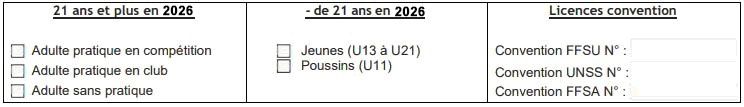 21 ans et plus en 2026
Adulte pratique en compétition
Adulte pratique en club
Adulte sans pratique
- de 21 ans en 2026
Jeunes (U13 à U21)
Poussins (U11)
Licences convention
Convention FFSU N° :
Convention UNSS N° :
Convention FFSA N° :